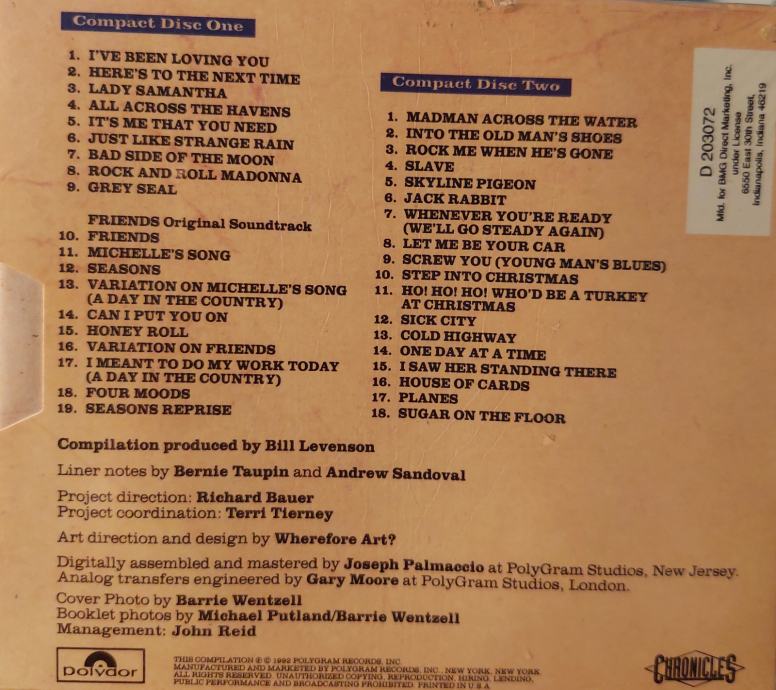 Compact Disc One
1. I'VE BEEN LOVING YOU
2. HERE'S TO THE NEXT TIME
3. LADY SAMANTHA
4. ALL ACROSS THE HAVENS
5. IT'S ME THAT YOU NEED
6. JUST LIKE STRANGE RAIN
7. BAD SIDE OF THE MOON
8. ROCK AND ROLL MADONNA
9. GREY SEAL
FRIENDS Original Soundtrack
10. FRIENDS
11. MICHELLE'S SONG
12. SEASONS
13. VARIATION ON MICHELLE'S SONG
(A DAY IN THE COUNTRY)
14. CAN I PUT YOU ON
15. HONEY ROLL
16. VARIATION ON FRIENDS
17. I MEANT TO DO MY WORK TODAY
(A DAY IN THE COUNTRY)
18. FOUR MOODS
19. SEASONS REPRISE
Compact Disc Two
1. MADMAN ACROSS THE WATER
2. INTO THE OLD MAN'S SHOES
3. ROCK ME WHEN HE'S GONE
4. SLAVE
5. SKYLINE PIGEON
6. JACK RABBIT
7. WHENEVER YOU'RE READY
(WE'LL GO STEADY AGAIN)
8. LET ME BE YOUR CAR
9. SCREW YOU (YOUNG MAN'S BLUES)
10. STEP INTO CHRISTMAS
11. HO! HO! HO! WHO'D BE A TURKEY
AT CHRISTMAS
12. SICK CITY
13. COLD HIGHWAY
14. ONE DAY AT A TIME
15. I SAW HER STANDING THERE
16. HOUSE OF CARDS
17. PLANES
18. SUGAR ON THE FLOOR
D 203072
Mfd. for BMG Direct Marketing, Inc.
under License
6550 East 30th Street,
Indianapolis, Indiana 46219
Compilation produced by Bill Levenson
Liner notes by Bernie Taupin and Andrew Sandoval
Project direction: Richard Bauer
Project coordination: Terri Tierney
Art direction and design by Wherefore Art?
Digitally assembled and mastered by Joseph Palmaccio at PolyGram Studios, New Jersey.
Analog transfers engineered by Gary Moore at PolyGram Studios, London.
Cover Photo by Barrie Wentzell
Booklet photos by Michael Putland/Barrie Wentzell
Management: John Reid
polydor
THIS COMPILATION ℗ © 1992 POLYGRAM RECORDS, INC.
MANUFACTURED AND MARKETED BY POLYGRAM RECORDS, INC., NEW YORK, NEW YORK
ALL RIGHTS RESERVED. UNAUTHORIZED COPYING, REPRODUCTION, HIRING, LENDING,
PUBLIC PERFORMANCE AND BROADCASTING PROHIBITED. PRINTED IN U.S.A.
CHRONICLES